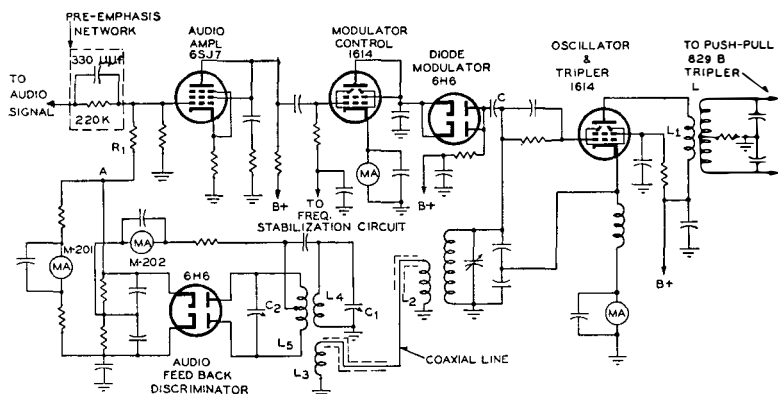 PRE-EMPHASIS
NETWORK
330 μμf
TO
AUDIO
SIGNAL
220K
R1
AUDIO
AMPL
6SJ7
B+
MODULATOR
CONTROL
1614
MA
TO
FREQ.
STABILIZATION CIRCUIT
DIODE
MODULATOR
6H6
B+
C
OSCILLATOR
&
TRIPLER
1614
TO PUSH-PULL
829 B
TRIPLER
L
L1
B+
MA
A
M-201
MA
MA
M-202
6H6
AUDIO
FEED BACK
DISCRIMINATOR
C2
L5
L4
C1
L3
L2
COAXIAL LINE